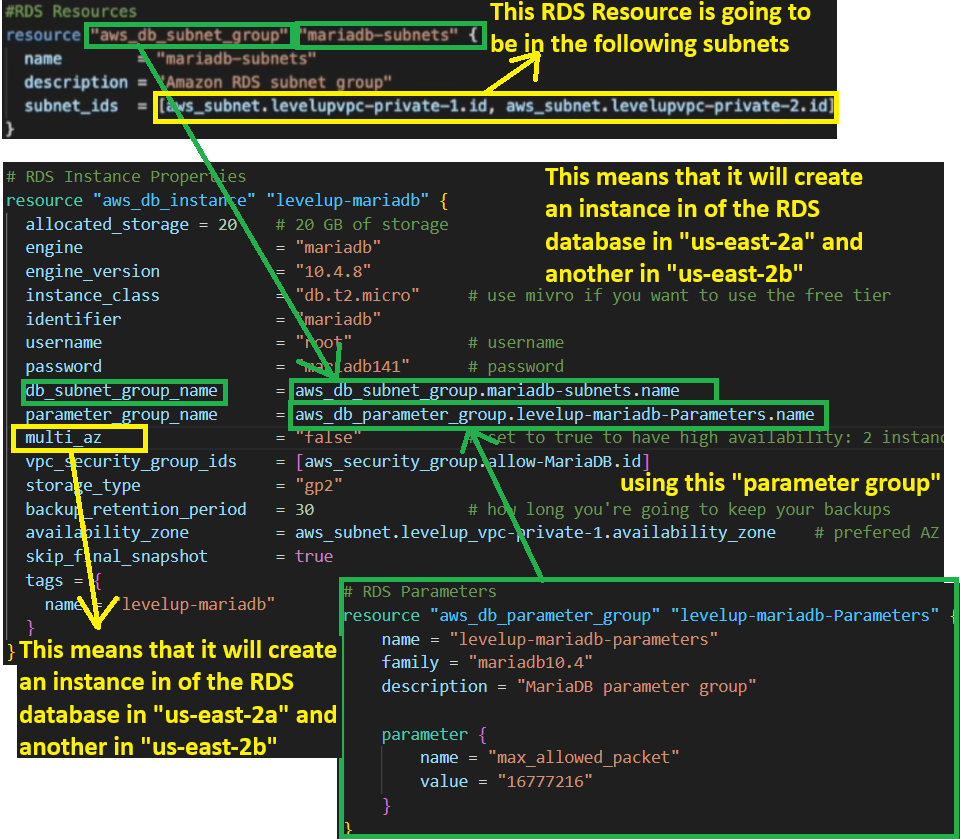 #RDS Resources
This RDS Resource is going to
be in the following subnets
resource "aws_db_subnet_group" "mariadb-subnets" {
name = "mariadb-subnets"
description = "Amazon RDS subnet group"
subnet_ids = [aws_subnet.levelupvpc-private-1.id, aws_subnet.levelupvpc-private-2.id]
}
# RDS Instance Properties
resource "aws_db_instance" "levelup-mariadb" {
This means that it will create
an instance in of the RDS
database in "us-east-2a" and
another in "us-east-2b"
allocated_storage = 20 # 20 GB of storage
engine = "mariadb"
engine_version = "10.4.8"
instance_class = "db.t2.micro" # use mivro if you want to use the free tier
identifier = "mariadb"
username = "root" # username
password = "mariadb141" # password
db_subnet_group_name = aws_db_subnet_group.mariadb-subnets.name
parameter_group_name = aws_db_parameter_group.levelup-mariadb-Parameters.name
multi_az = "false" # set to true to have high availability: 2 instanc
vpc_security_group_ids = [aws_security_group.allow-MariaDB.id]
storage_type = "gp2"
using this "parameter group"
backup_retention_period = 30 # how long you're going to keep your backups
availability_zone = aws_subnet.levelup_vpc-private-1.availability_zone # prefered AZ
skip_final_snapshot = true
tags = {
name = "levelup-mariadb"
}
}
This means that it will create
an instance in of the RDS
database in "us-east-2a" and
another in "us-east-2b"
# RDS Parameters
resource "aws_db_parameter_group" "levelup-mariadb-Parameters" {
name = "levelup-mariadb-parameters"
family = "mariadb10.4"
description = "MariaDB parameter group"
parameter {
name = "max_allowed_packet"
value = "16777216"
}
}